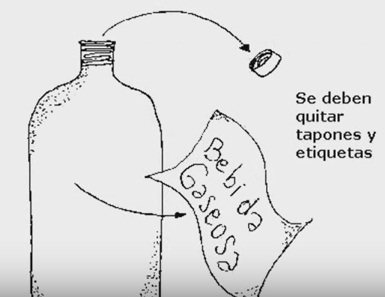 Se deben
quitar
tapones y
etiquetas
Bebida
Gaseosa